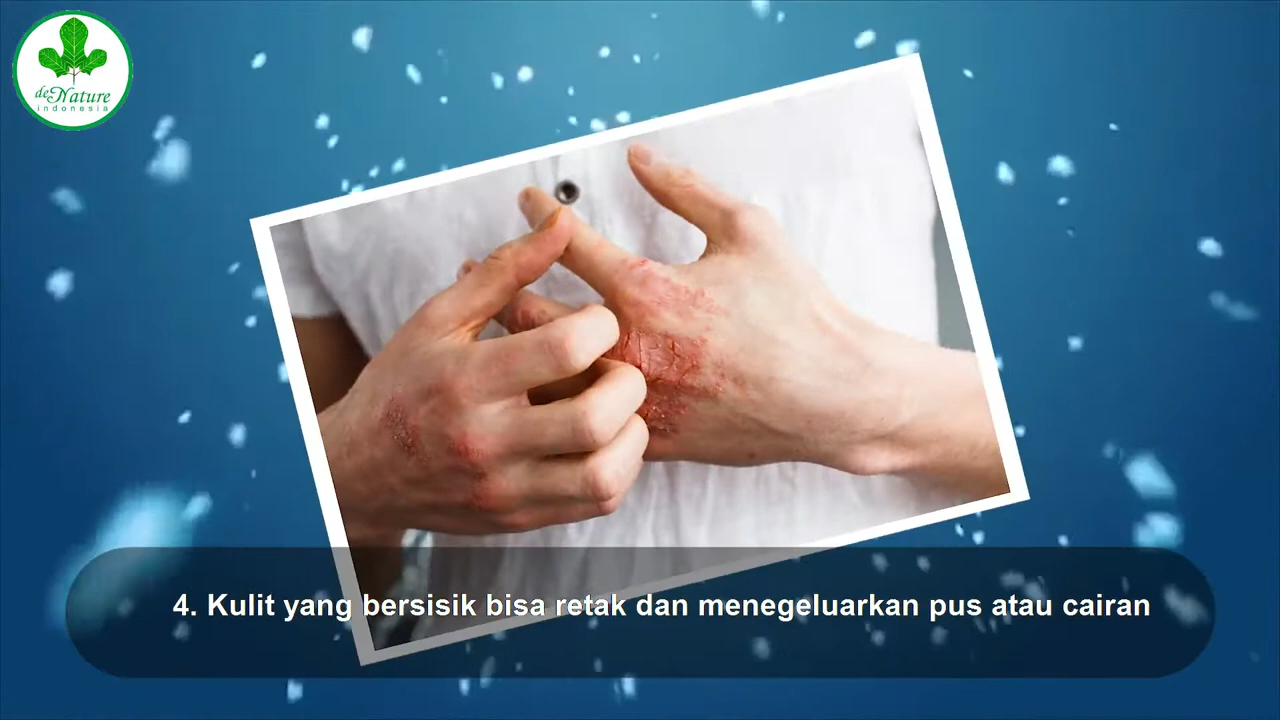 deNature
indonesia
4. Kulit yang bersisik bisa retak dan menegeluarkan pus atau cairan